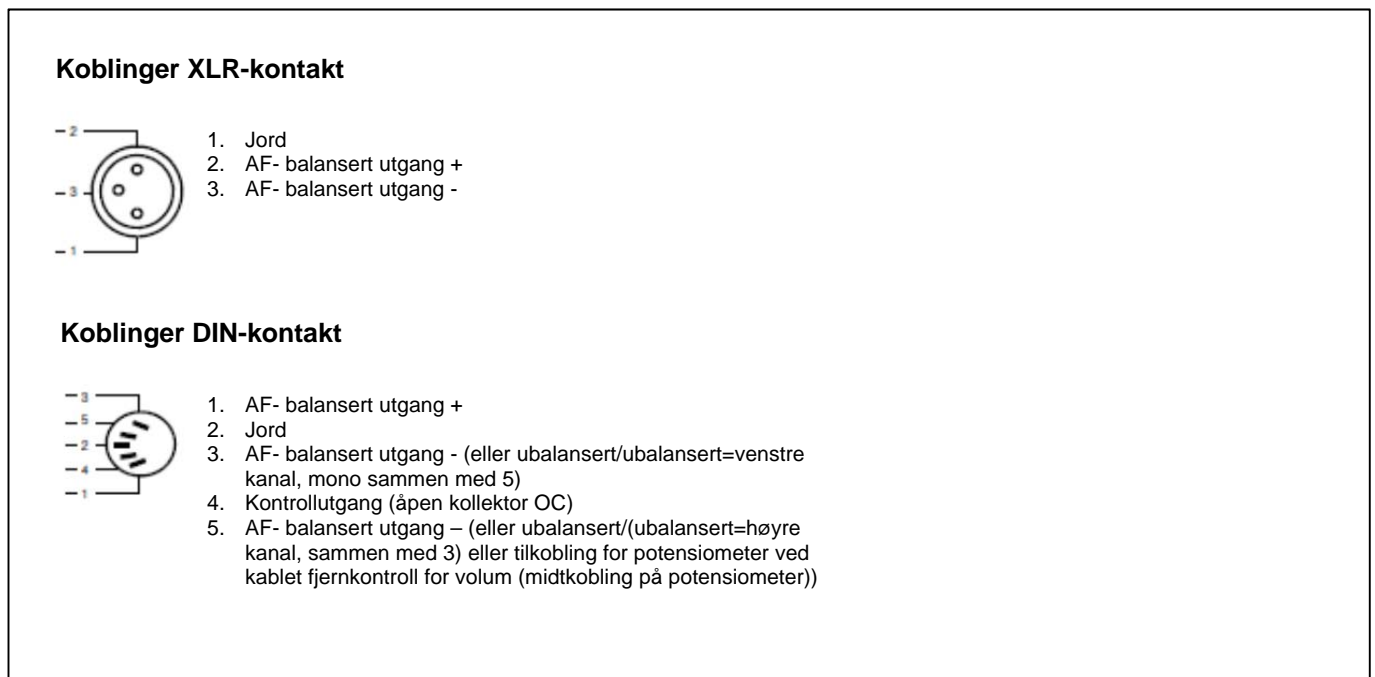 Koblinger XLR-kontakt
2
3
1
1. Jord
2. AF- balansert utgang +
3. AF- balansert utgang -
Koblinger DIN-kontakt
3
5
2
4
1
1. AF- balansert utgang +
2. Jord
3. AF- balansert utgang - (eller ubalansert/ubalansert=venstre
kanal, mono sammen med 5)
4. Kontrollutgang (åpen kollektor OC)
5. AF- balansert utgang – (eller ubalansert/(ubalansert=høyre
kanal, sammen med 3) eller tilkobling for potensiometer ved
kablet fjernkontroll for volum (midtkobling på potensiometer))